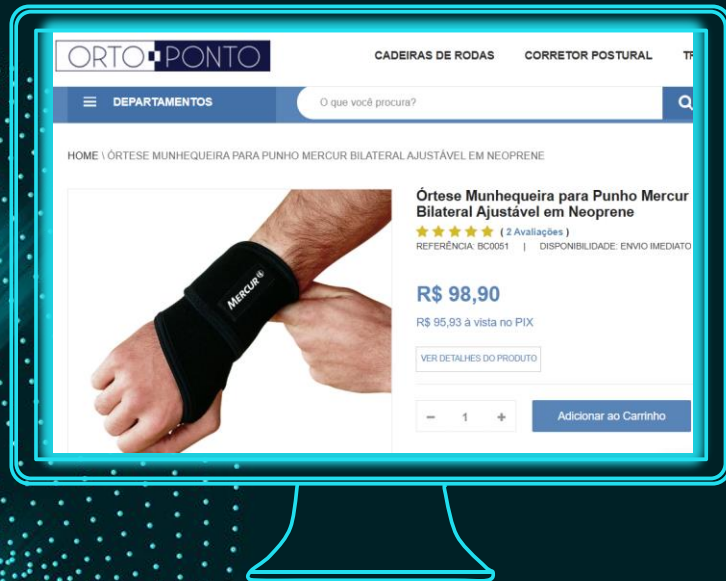 ORTO PONTO
CADEIRAS DE RODAS
CORRETOR POSTURAL
DEPARTAMENTOS
O que você procura?
HOME \ ÓRTESE MUNHEQUEIRA PARA PUNHO MERCUR BILATERAL AJUSTÁVEL EM NEOPRENE
Órtese Munhequeira para Punho Mercur
Bilateral Ajustável em Neoprene
( 2 Avaliações )
REFERÊNCIA: BC0051 | DISPONIBILIDADE: ENVIO IMEDIATO
MERCUR
R$ 98,90
R$ 95,93 à vista no PIX
VER DETALHES DO PRODUTO
- 1 +
Adicionar ao Carrinho